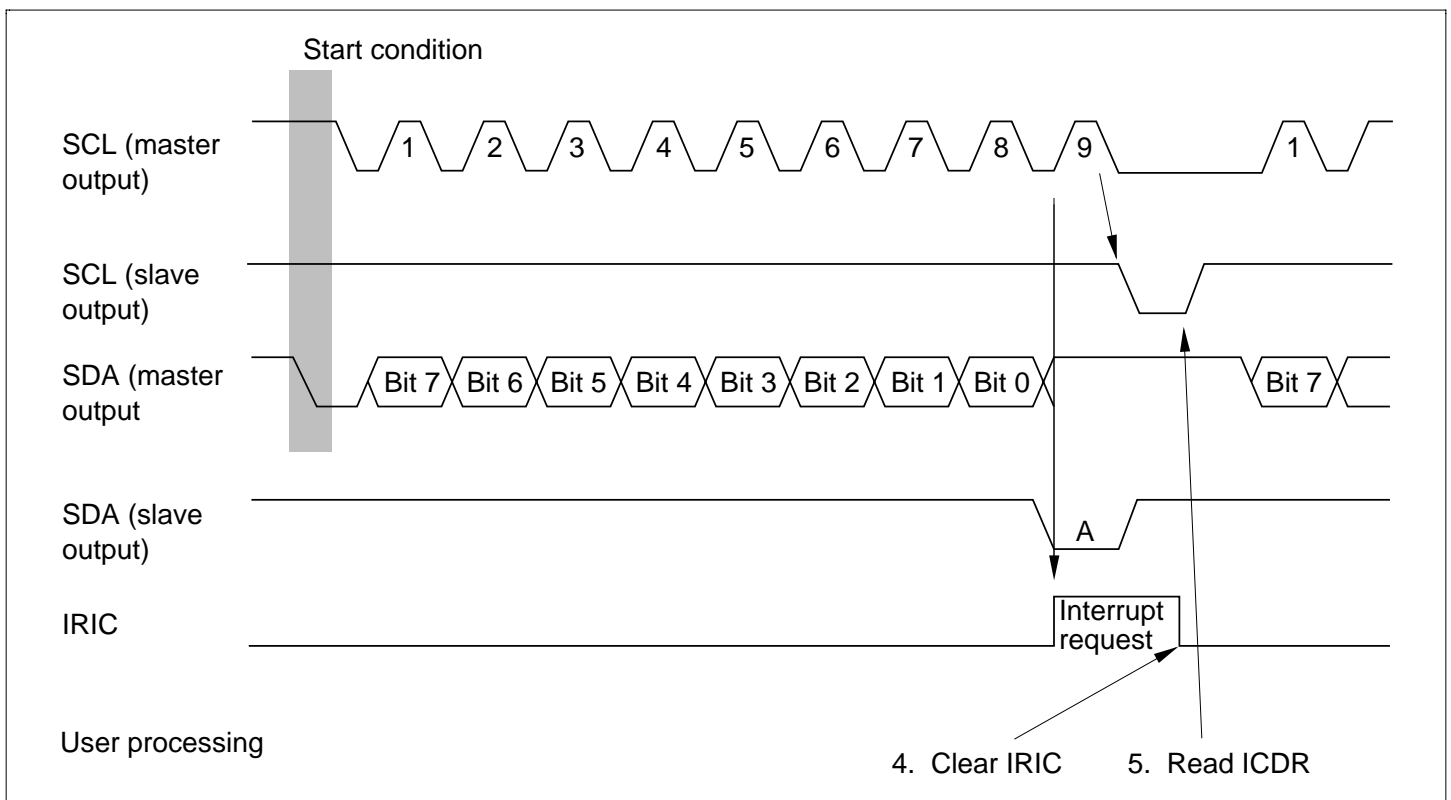 Start condition
SCL (master
output)
1 2 3 4 5 6 7 8 9 1
SCL (slave
output)
SDA (master
output
Bit 7 Bit 6 Bit 5 Bit 4 Bit 3 Bit 2 Bit 1 Bit 0 Bit 7
SDA (slave
output)
A
IRIC
Interrupt
request
User processing
4. Clear IRIC 5. Read ICDR